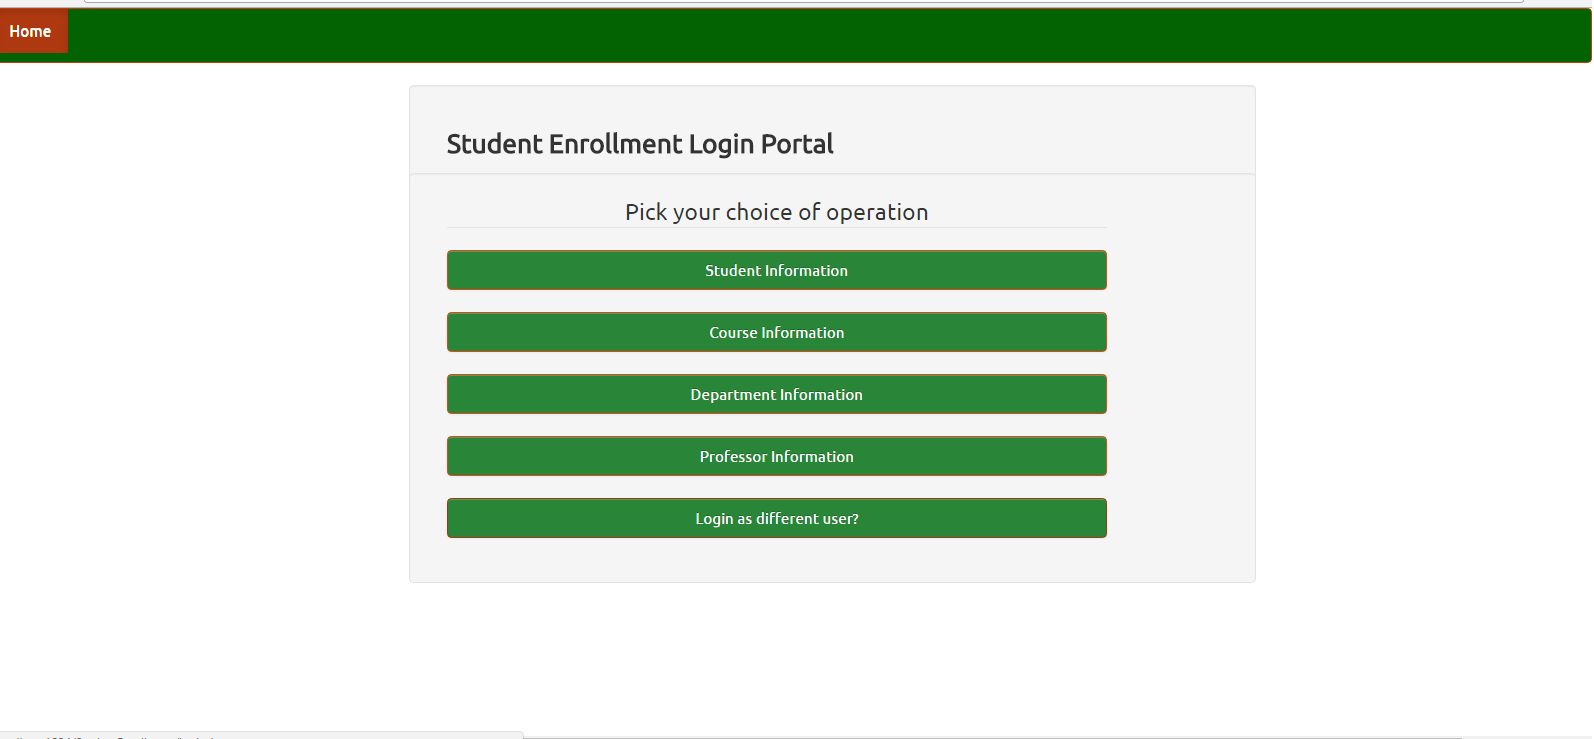 Home
Student Enrollment Login Portal
Pick your choice of operation
Student Information
Course Information
Department Information
Professor Information
Login as different user?